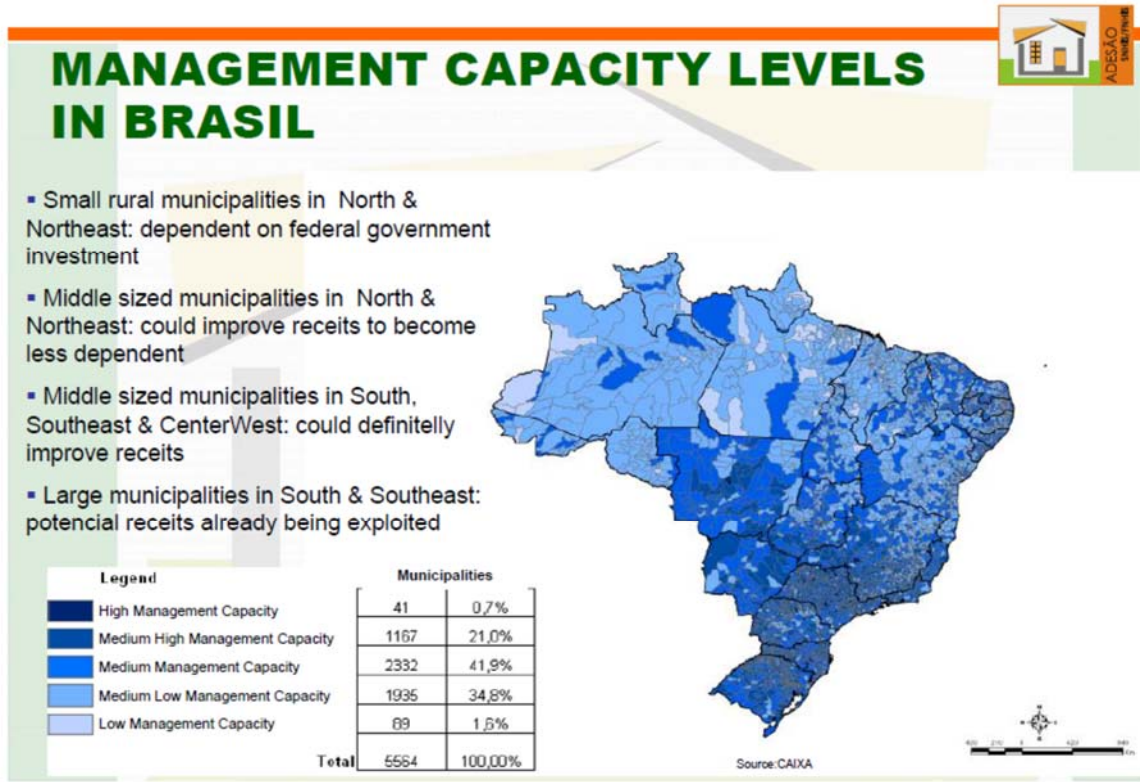 MANAGEMENT CAPACITY LEVELS
IN BRASIL
ADESÃO
▪ Small rural municipalities in North &
Northeast: dependent on federal government
investment
▪ Middle sized municipalities in North &
Northeast: could improve receits to become
less dependent
▪ Middle sized municipalities in South,
Southeast & CenterWest: could definitelly
improve receits
▪ Large municipalities in South & Southeast:
potencial receits already being exploited
Legend Municipalities
High Management Capacity 41 0,7%
Medium High Management Capacity 1167 21,0%
Medium Management Capacity 2332 41,9%
Medium Low Management Capacity 1935 34,8%
Low Management Capacity 89 1,6%
Total 5564 100,00%
Source:CAIXA